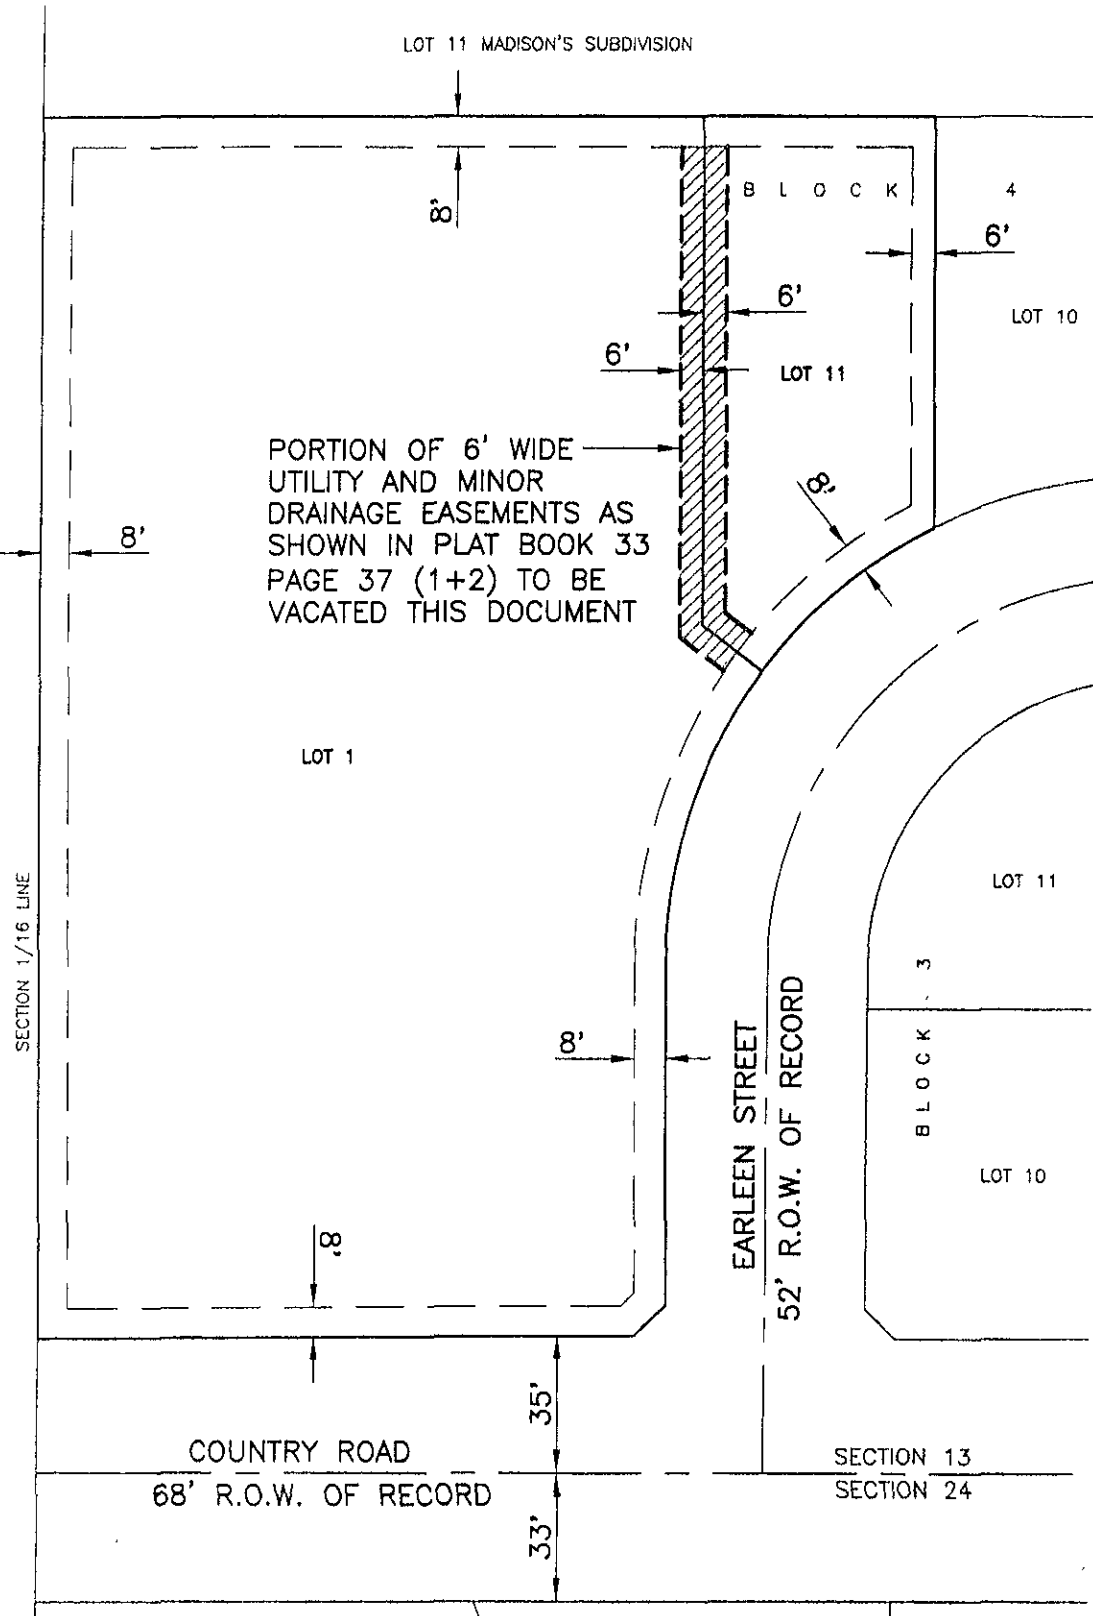 LOT 11 MADISON'S SUBDIVISION
8'
B L O C K 4
6'
6'
LOT 10
6'
LOT 11
PORTION OF 6' WIDE
UTILITY AND MINOR
DRAINAGE EASEMENTS AS
SHOWN IN PLAT BOOK 33
PAGE 37 (1+2) TO BE
VACATED THIS DOCUMENT
8'
8'
LOT 1
LOT 11
SECTION 1/16 LINE
BLOCK 3
8'
EARLEEN STREET
52' R.O.W. OF RECORD
LOT 10
8'
35'
COUNTRY ROAD
68' R.O.W. OF RECORD
SECTION 13
SECTION 24
33'